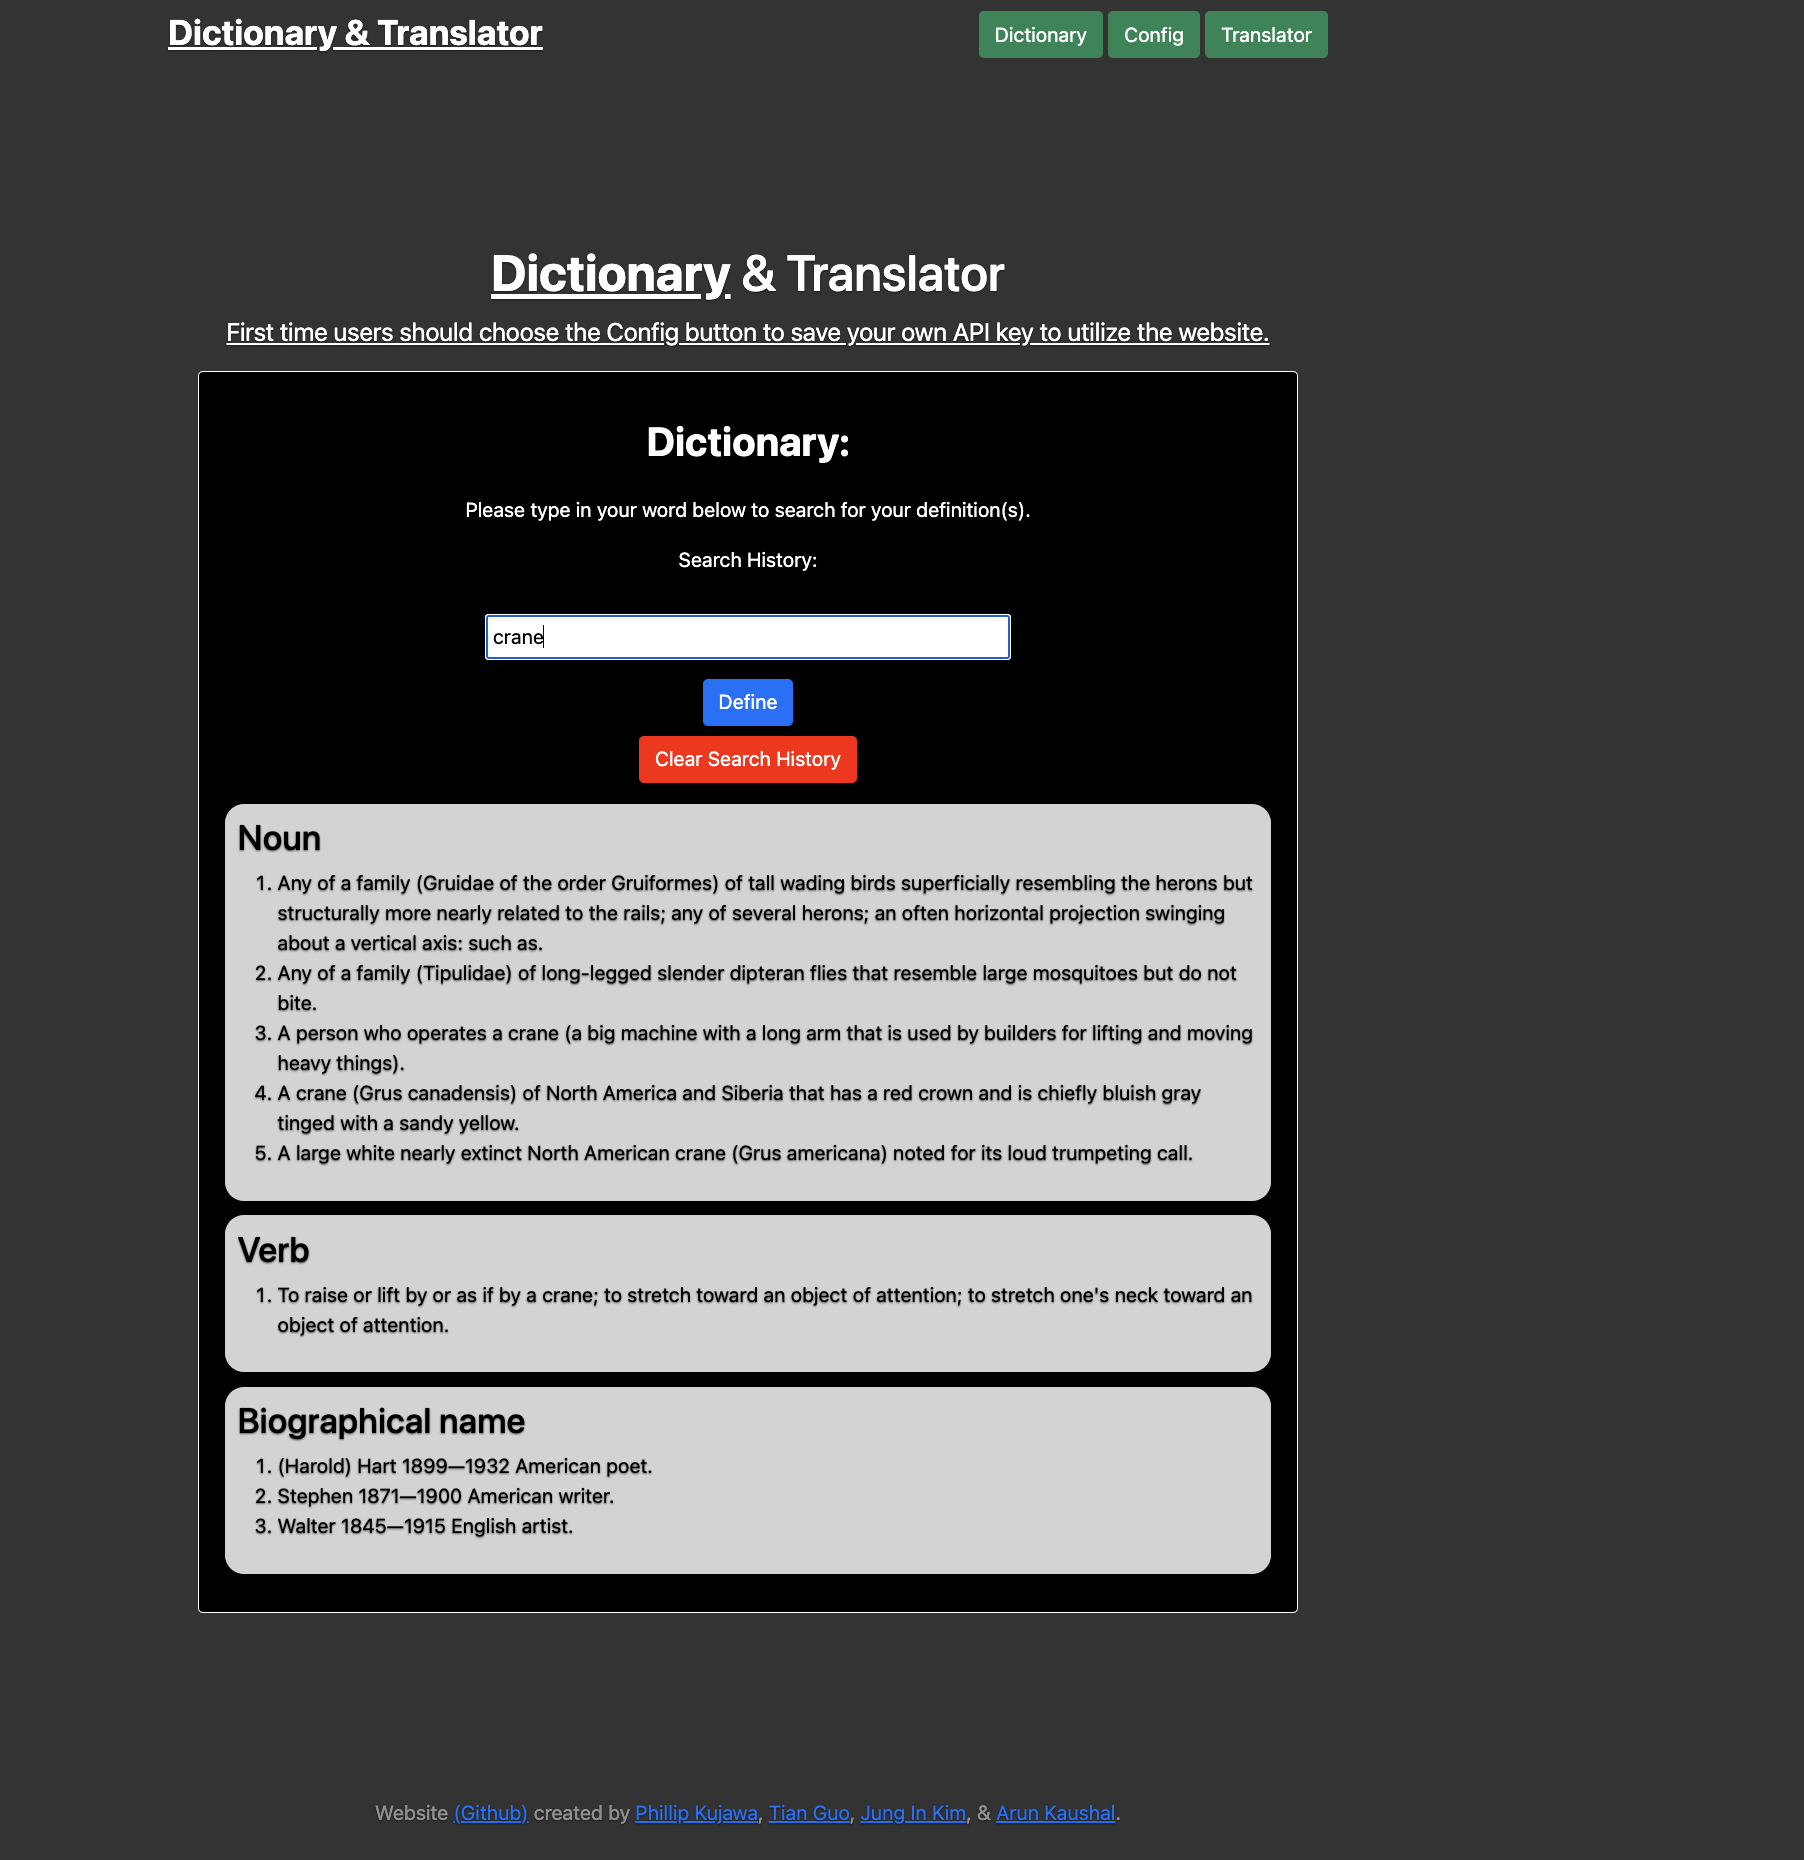 Dictionary & Translator
Dictionary Config Translator
Dictionary & Translator
First time users should choose the Config button to save your own API key to utilize the website.
Dictionary:
Please type in your word below to search for your definition(s).
Search History:
crane
Define
Clear Search History
Noun
1. Any of a family (Gruidae of the order Gruiformes) of tall wading birds superficially resembling the herons but
structurally more nearly related to the rails; any of several herons; an often horizontal projection swinging
about a vertical axis: such as.
2. Any of a family (Tipulidae) of long-legged slender dipteran flies that resemble large mosquitoes but do not
bite.
3. A person who operates a crane (a big machine with a long arm that is used by builders for lifting and moving
heavy things).
4. A crane (Grus canadensis) of North America and Siberia that has a red crown and is chiefly bluish gray
tinged with a sandy yellow.
5. A large white nearly extinct North American crane (Grus americana) noted for its loud trumpeting call.
Verb
1. To raise or lift by or as if by a crane; to stretch toward an object of attention; to stretch one's neck toward an
object of attention.
Biographical name
1. (Harold) Hart 1899—1932 American poet.
2. Stephen 1871—1900 American writer.
3. Walter 1845—1915 English artist.
Website (Github) created by Phillip Kujawa, Tian Guo, Jung In Kim, & Arun Kaushal.